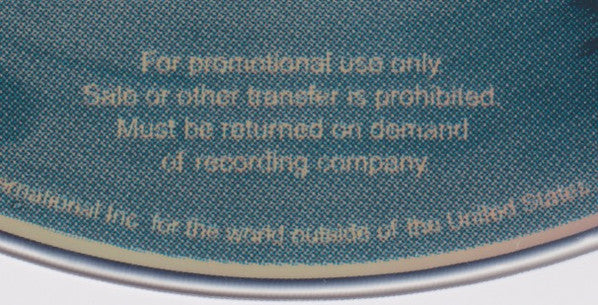 For promotional use only.
Sale or other transfer is prohibited.
Must be returned on demand
of recording company.
ernational Inc. for the world outside of the United States.